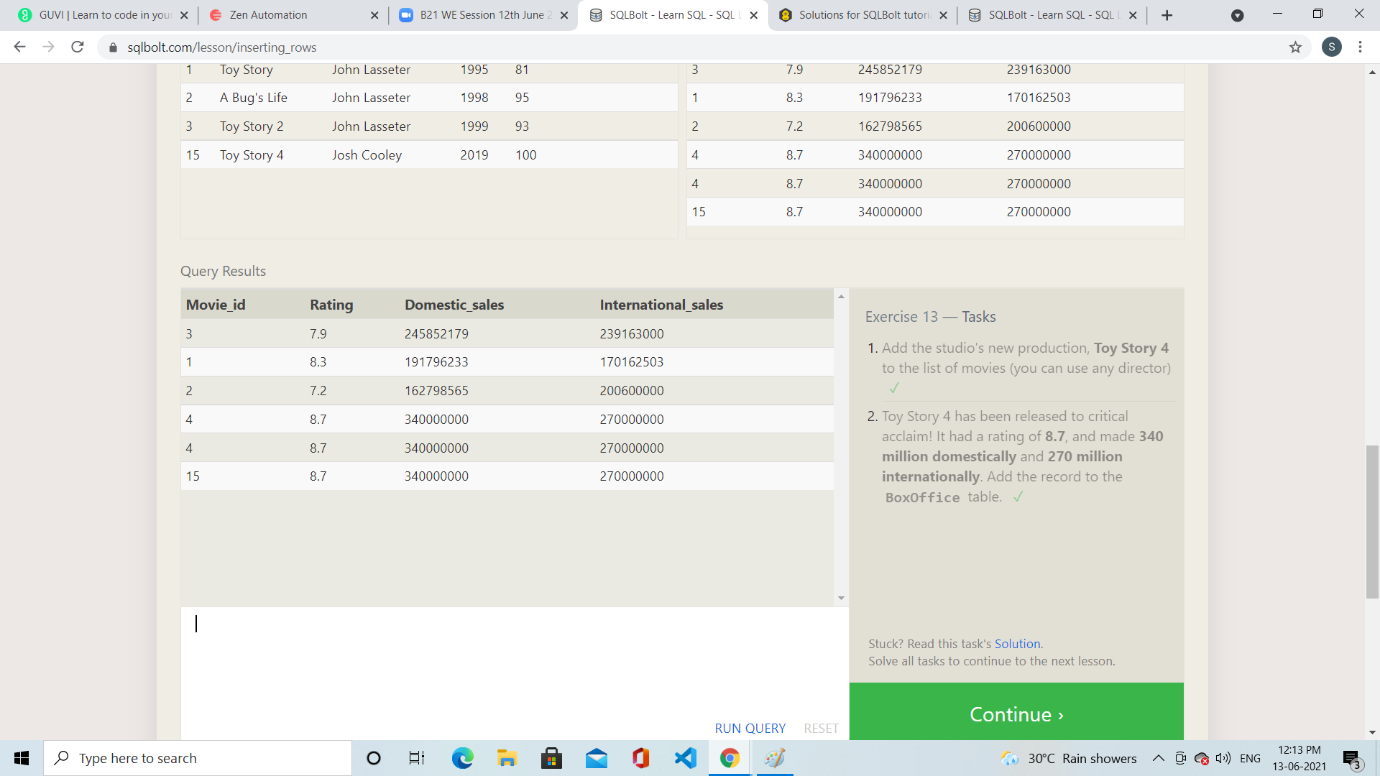 GUVI | Learn to code in your
Zen Automation
B21 WE Session 12th June 2
SQLBolt - Learn SQL - SQL
Solutions for SQLBolt tutori
SQLBolt - Learn SQL - SQL
sqlbolt.com/lesson/inserting_rows
S
1 Toy Story John Lasseter 1995 81
2 A Bug's Life John Lasseter 1998 95
3 Toy Story 2 John Lasseter 1999 93
15 Toy Story 4 Josh Cooley 2019 100
3 7.9 245852179 239163000
1 8.3 191796233 170162503
2 7.2 162798565 200600000
4 8.7 340000000 270000000
4 8.7 340000000 270000000
15 8.7 340000000 270000000
Query Results
Movie_id Rating Domestic_sales International_sales
3 7.9 245852179 239163000
1 8.3 191796233 170162503
2 7.2 162798565 200600000
4 8.7 340000000 270000000
4 8.7 340000000 270000000
15 8.7 340000000 270000000
Exercise 13 — Tasks
1. Add the studio's new production, Toy Story 4
to the list of movies (you can use any director)
✓
2. Toy Story 4 has been released to critical
acclaim! It had a rating of 8.7, and made 340
million domestically and 270 million
internationally. Add the record to the
BoxOffice table. ✓
Stuck? Read this task's Solution.
Solve all tasks to continue to the next lesson.
RUN QUERY RESET
Continue ›
Type here to search
30°C Rain showers
ENG
12:13 PM
13-06-2021
3